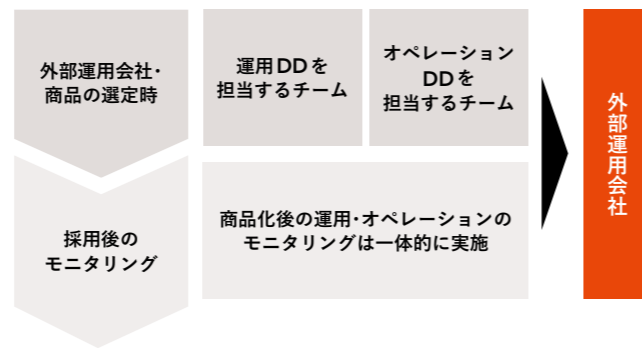 外部運用会社・
商品の選定時
運用DDを
担当するチーム
オペレーション
DDを
担当するチーム
採用後の
モニタリング
商品化後の運用・オペレーションの
モニタリングは一体的に実施
外部運用会社